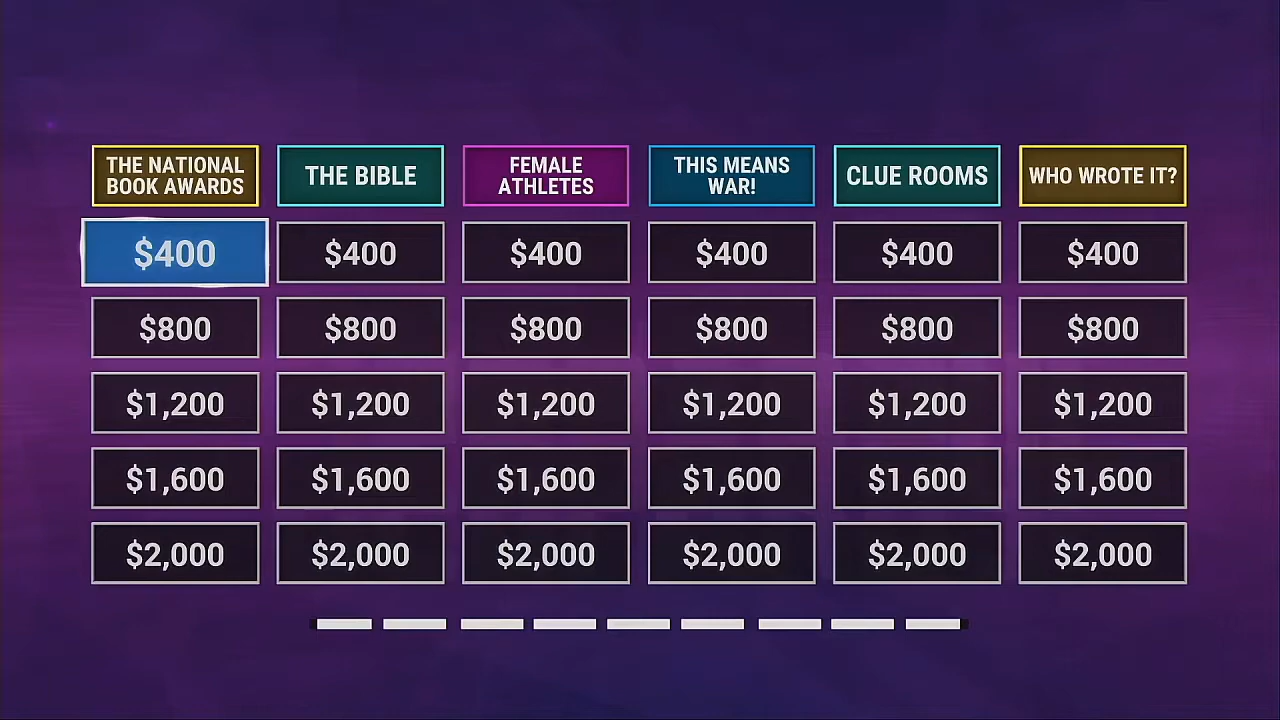 THE NATIONAL
BOOK AWARDS
THE BIBLE
FEMALE
ATHLETES
THIS MEANS
WAR!
CLUE ROOMS
WHO WROTE IT?
$400 $400 $400 $400 $400 $400
$800 $800 $800 $800 $800 $800
$1,200 $1,200 $1,200 $1,200 $1,200 $1,200
$1,600 $1,600 $1,600 $1,600 $1,600 $1,600
$2,000 $2,000 $2,000 $2,000 $2,000 $2,000